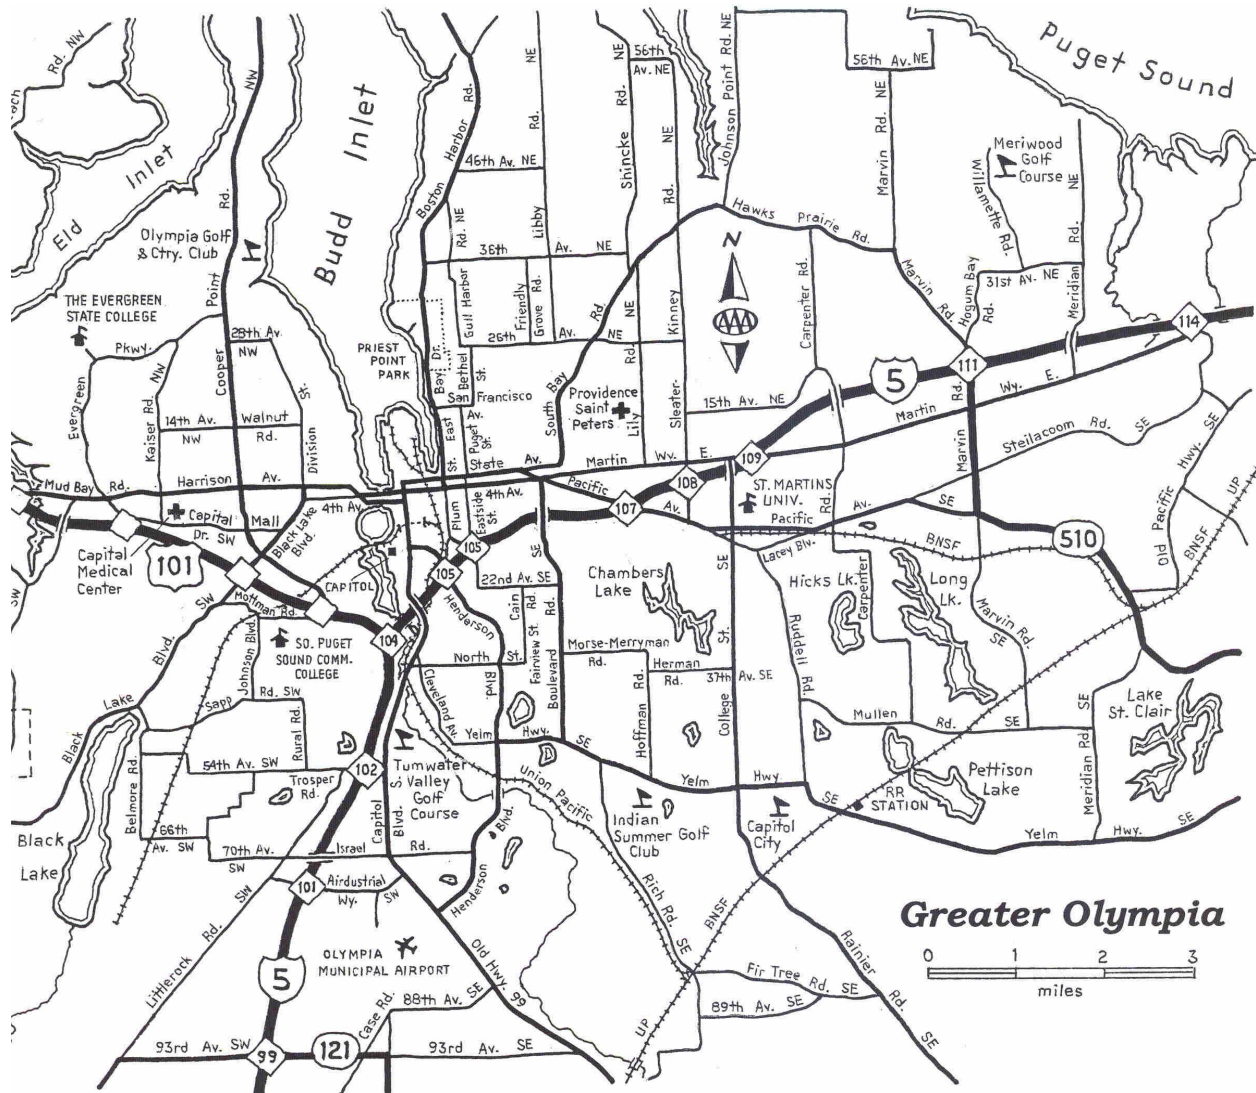 Rd. NW
Eld
Inlet
Budd Inlet
Puget Sound
Boston
Harbor
Rd.
NW
Rd.
Point
Cooper
Olympia Golf
& Ctry. Club
THE EVERGREEN
STATE COLLEGE
Pkwy.
Evergreen
Kaiser Rd.
NW
28th Av.
NW
14th Av.
NW
Walnut
Rd.
Division
St.
46th Av. NE
36th Av. NE
26th Av. NE
Gull Harbor
Rd. NE
Friendly
Grove Rd.
Libby
Rd.
NE
Shincke
Rd.
NE
56th
Av. NE
Sleater-
Kinney
Rd.
NE
Johnson Point Rd. NE
56th Av. NE
Marvin Rd. NE
Meriwood
Golf
Course
Willamette Rd.
Meridian
Rd.
NE
31st Av. NE
Hogum Bay
Rd.
Hawks Prairie Rd.
Marvin
Rd.
Carpenter Rd.
N
AAA
5
111
114
PRIEST
POINT
PARK
East
Bay Dr.
Bethel
St.
San Francisco
Av.
Puget
St.
South Bay
Rd.
Providence
Saint
Peters
Lily
Rd.
15th Av. NE
State Av.
Martin Wy. E.
Martin Wy. E.
Steilacoom Rd. SE
Marvin
Rd.
Old Pacific
Hwy.
SE
UP
BNSF
Mud Bay Rd.
Harrison Av.
4th Av.
4th Av.
Capital
Mall
Dr. SW
Capital
Medical
Center
101
Black Lake
Blvd.
CAPITOL
Plum
St.
Eastside
St.
105
105
104
107
108
109
Pacific
Av.
ST. MARTINS
UNIV.
Pacific Av. SE
Lacey Blv.
BNSF
510
22nd Av. SE
Chambers
Lake
Hicks Lk.
Carpenter
Long
Lk.
Marvin Rd.
SE
Mottman Rd.
SW
Blvd.
Lake
Black
SO. PUGET
SOUND COMM.
COLLEGE
Johnson Blvd.
Sapp Rd. SW
Rural Rd.
Henderson
Blvd.
North St.
Cain
Rd.
Fairview St.
Boulevard
Rd.
SE
Morse-Merryman
Rd.
Herman
Rd.
37th Av. SE
College
St.
SE
Ruddell Rd.
Hoffman
Rd.
Mullen Rd. SE
Lake
St. Clair
Meridian Rd.
SE
Cleveland Av.
Yelm Hwy. SE
Yelm Hwy
SE
Yelm Hwy. SE
54th Av. SW
Trosper
Rd.
102
Tumwater
Valley
Golf
Course
Capitol
Blvd.
S.
Union Pacific
Indian
Summer Golf
Club
Capitol
City
RR
STATION
Pettison
Lake
Belmore Rd.
66th
Av. SW
70th Av.
SW
Israel Rd.
Black
Lake
101
Airdustrial
Wy.
SW
Henderson
Blvd.
Littlerock Rd. SW
5
OLYMPIA
MUNICIPAL AIRPORT
Old Hwy. 99
SE
Rich Rd. SE
BNSF
UP
Rainier
Rd.
SE
Fir Tree Rd. SE
89th Av. SE
88th Av. SE
Case Rd.
93rd Av. SW
99
121
93rd Av. SE
Greater Olympia
0 1 2 3
miles